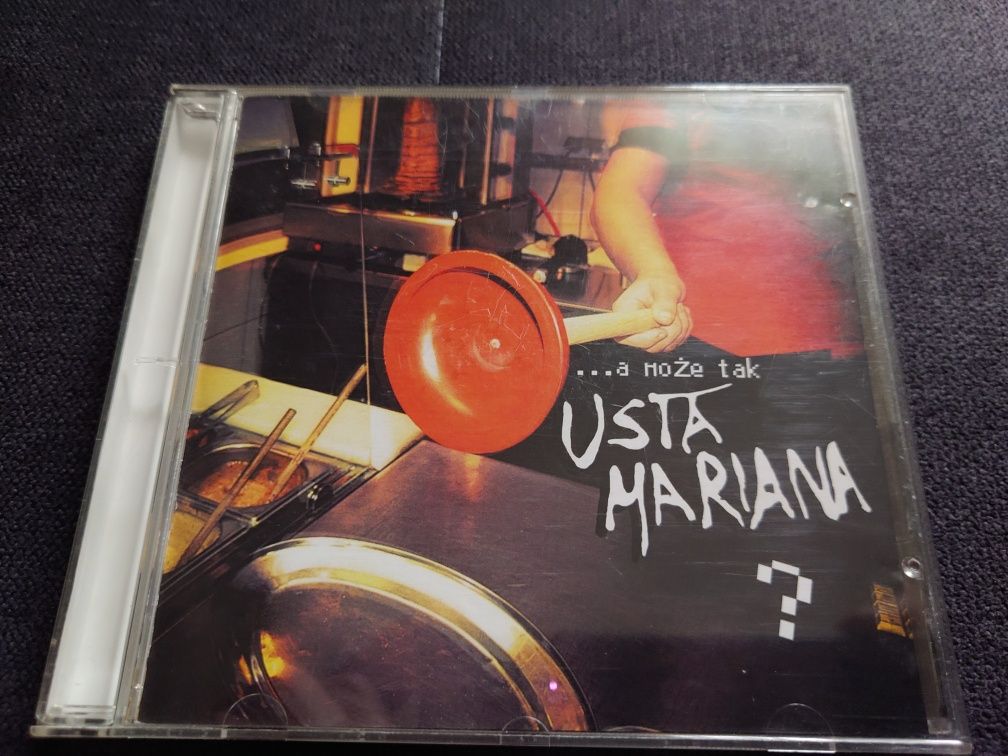 ...a może tak
USTA
MARIANA
?